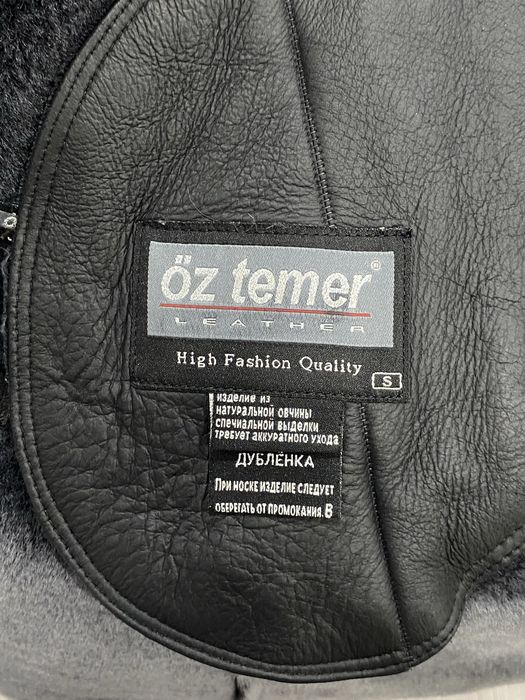 öz temer®
LEATHER
High Fashion Quality
S
изделие из
натуральной овчины
спечиальной выделки
требует аккуратного ухода
ДУБЛЁНКА
ПРИ НОСКЕ ИЗДЕЛИЕ СЛЕДУЕТ
ОБЕРЕГАТЬ ОТ ПРОМОКАНИЯ. В